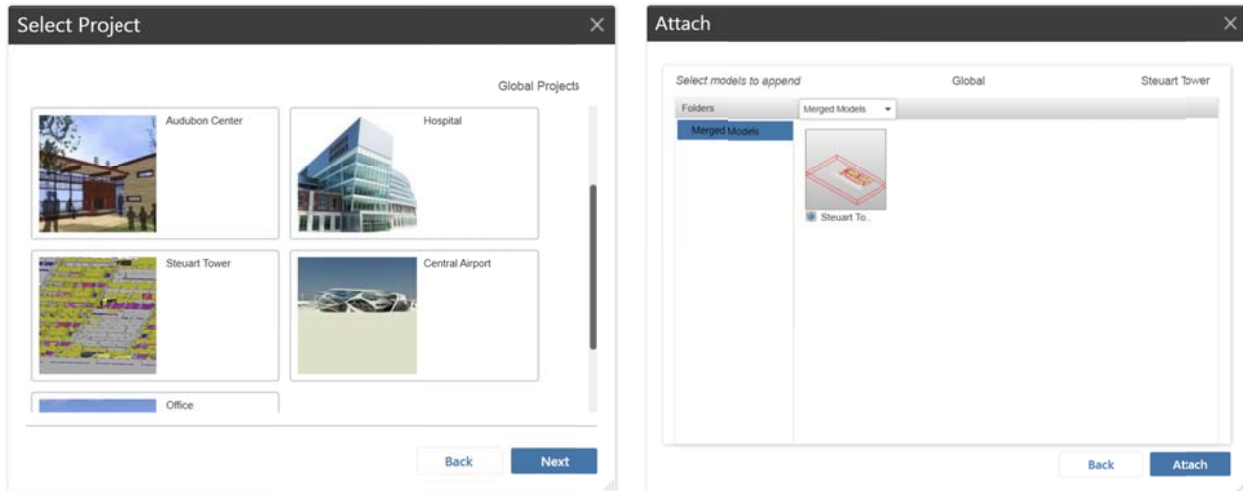 Select Project
Global Projects
Audubon Center
Hospital
Steuart Tower
Central Airport
Office
Back
Next
Attach
Select models to append
Global
Steuart Tower
Folders
Merged Models
Merged Models
Steuart To..
Back
Attach